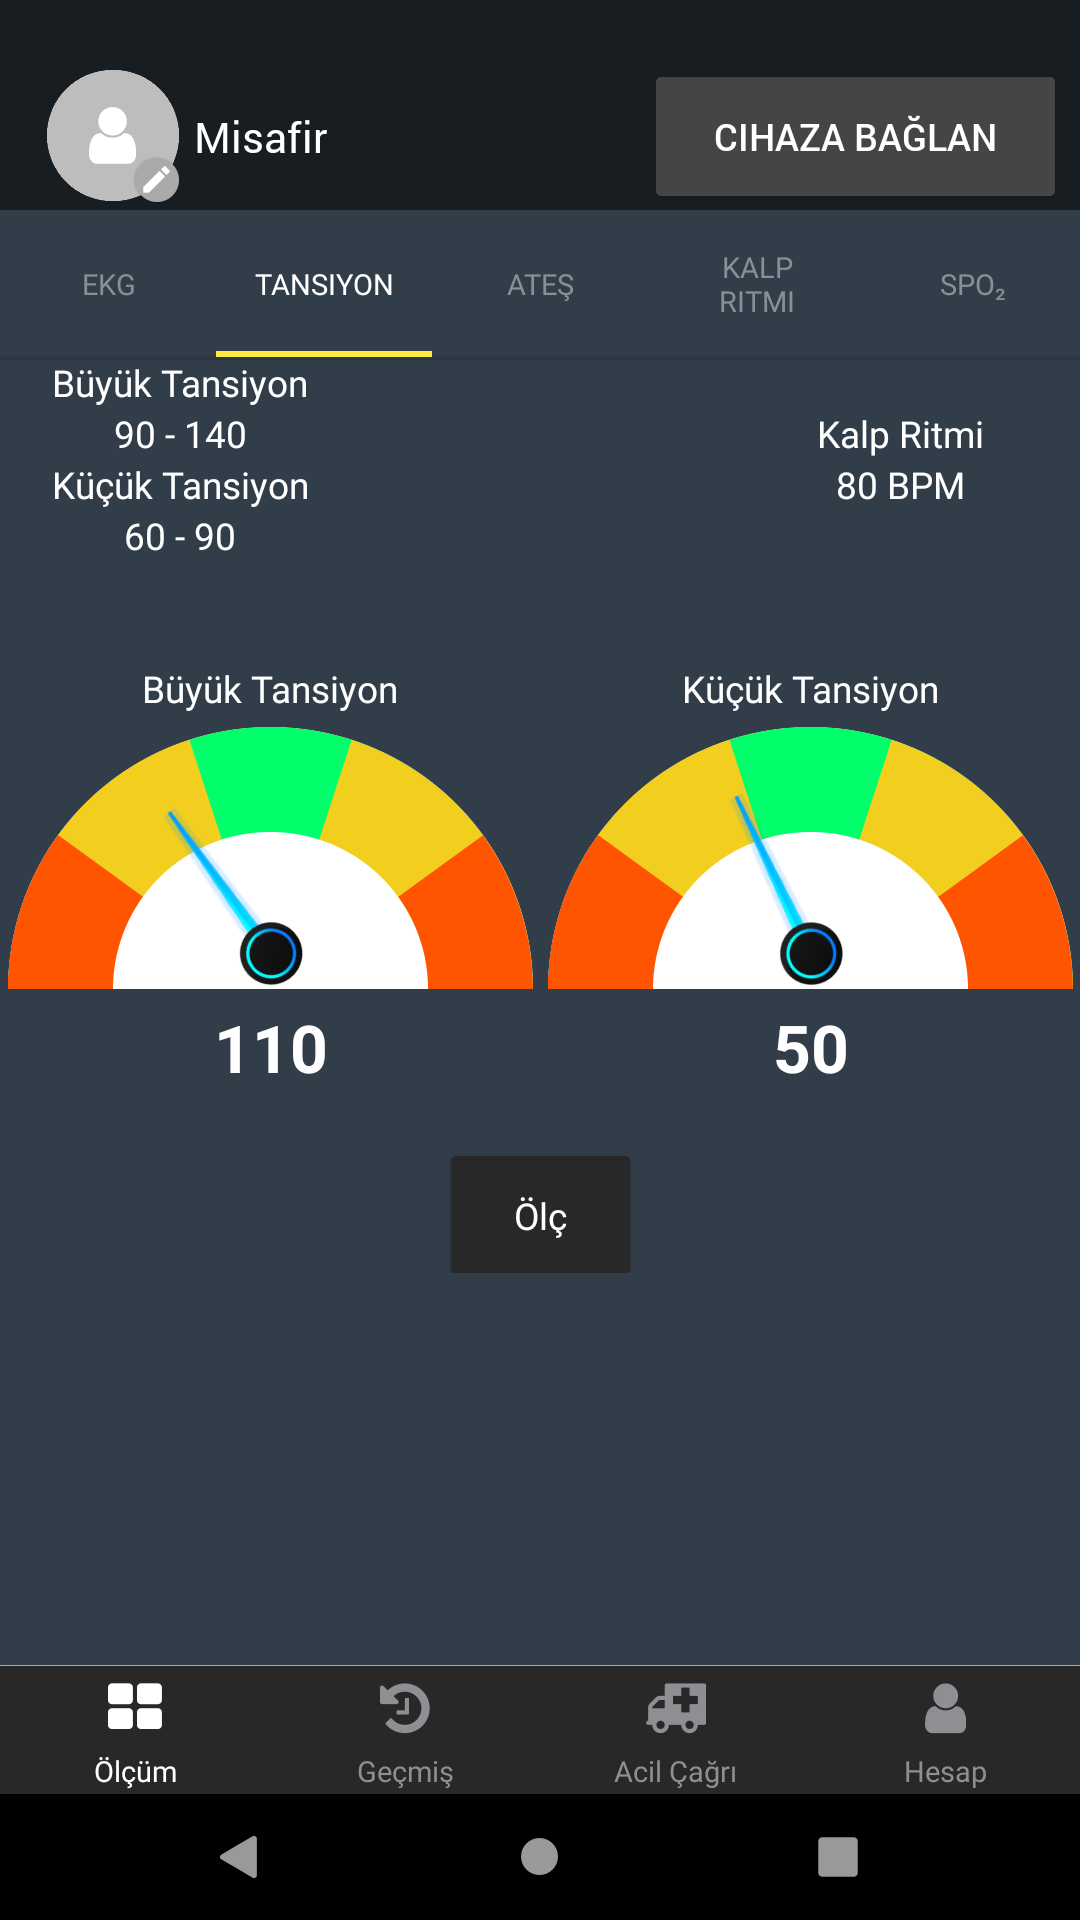 Misafir
CIHAZA BAĞLAN
EKG
TANSIYON
ATEŞ
KALP
RITMI
SPO₂
Büyük Tansiyon
90 - 140
Küçük Tansiyon
60 - 90
Kalp Ritmi
80 BPM
Büyük Tansiyon
Küçük Tansiyon
110
50
Ölç
Ölçüm
Geçmiş
Acil Çağrı
Hesap